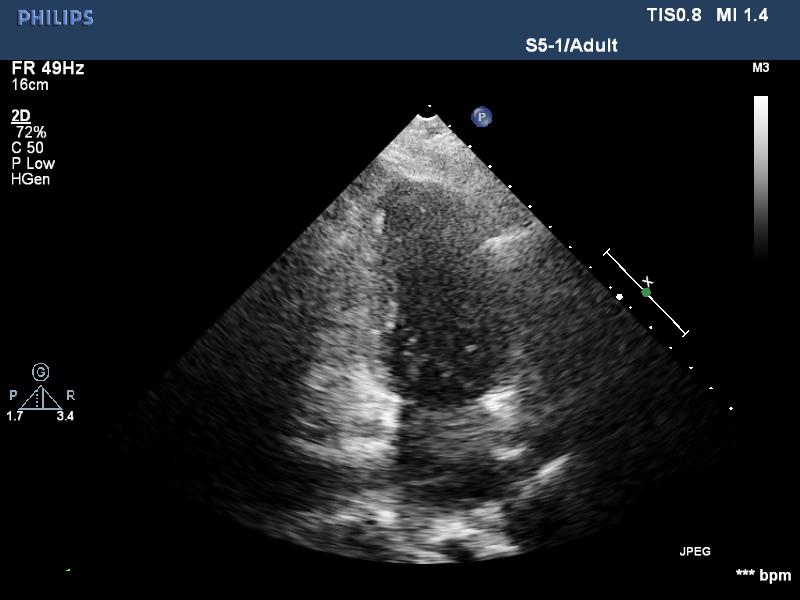 PHILIPS
TIS0.8 MI 1.4
S5-1/Adult
FR 49Hz
16cm
M3
2D
72%
C 50
P Low
HGen
P
G
P R
1.7 3.4
JPEG
*** bpm